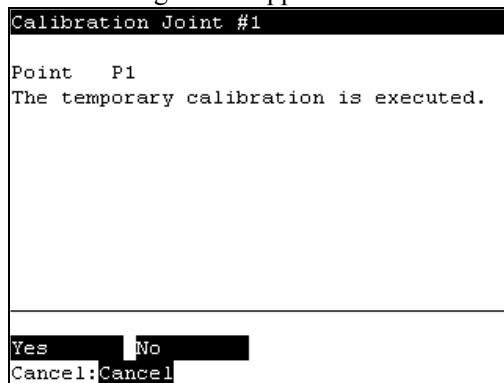 Calibration Joint #1
Point P1
The temporary calibration is executed.
Yes No
Cancel:Cancel